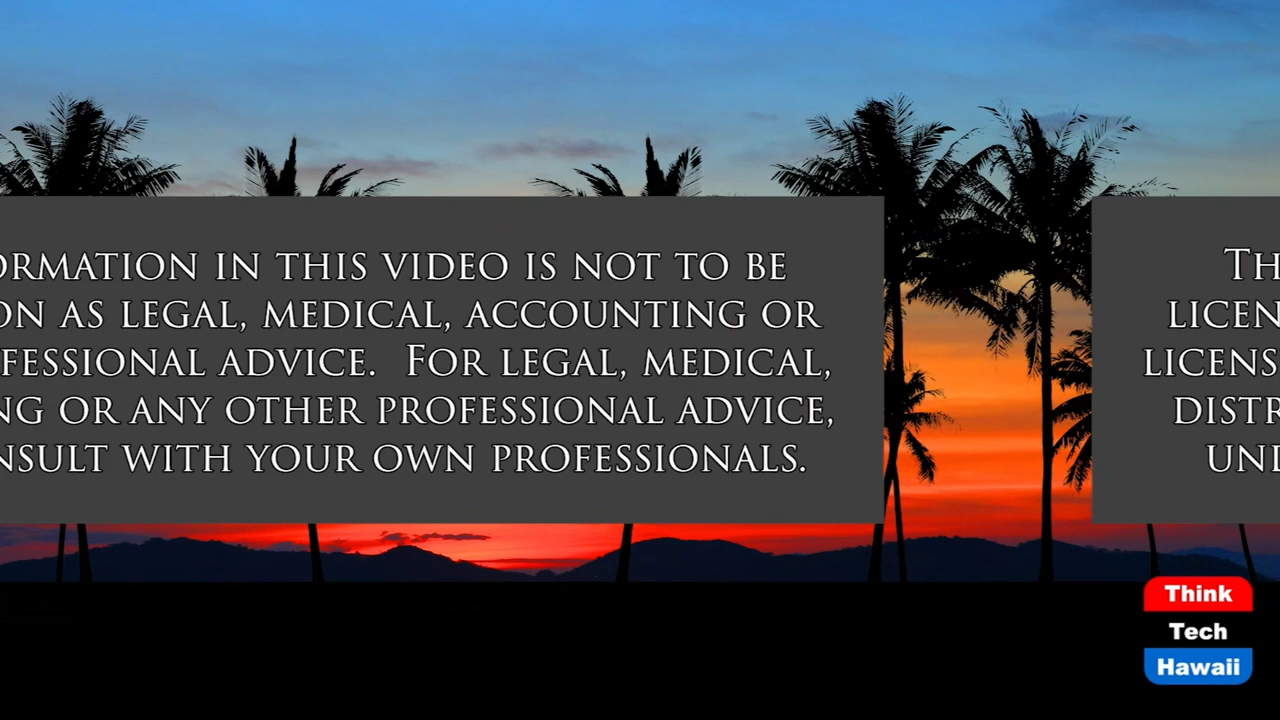 ORMATION IN THIS VIDEO IS NOT TO BE
ON AS LEGAL, MEDICAL, ACCOUNTING OR
FESSIONAL ADVICE. FOR LEGAL, MEDICAL,
NG OR ANY OTHER PROFESSIONAL ADVICE,
NSULT WITH YOUR OWN PROFESSIONALS.
TH
LICEN
LICENS
DISTR
UNL
Think
Tech
Hawaii